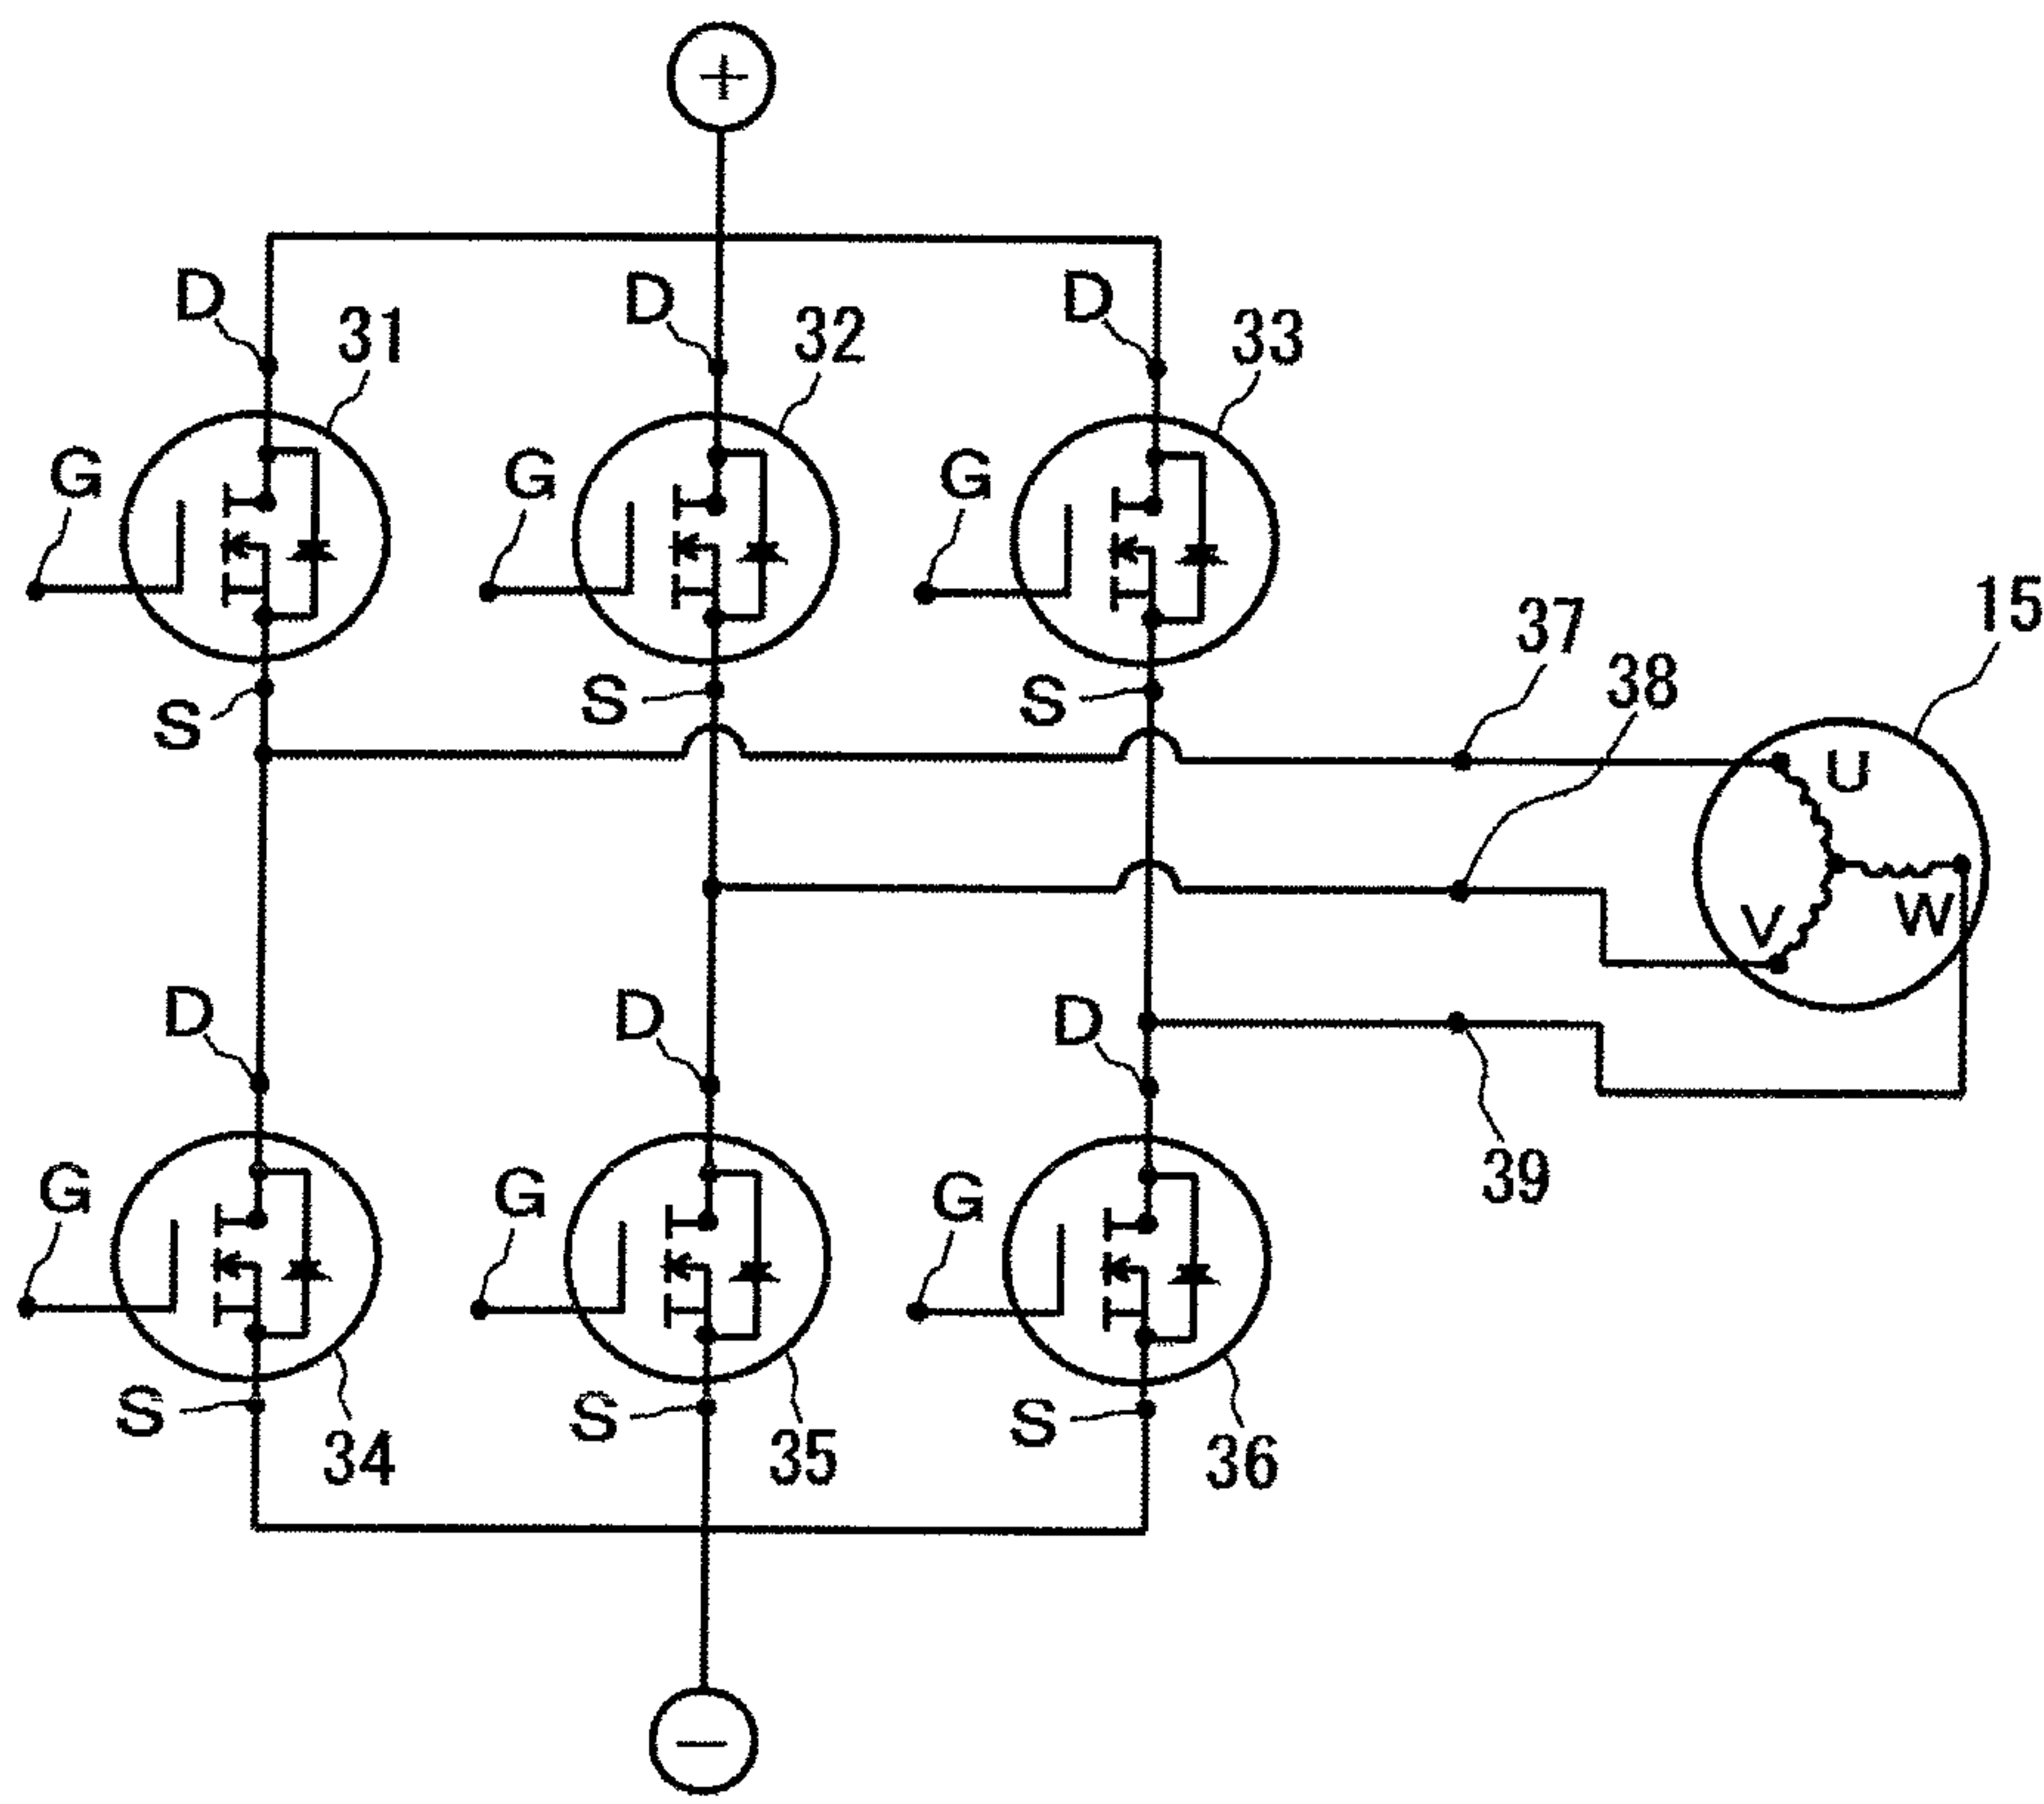 +
D 31 D 32 D 33
G G G
S S S
37 38 15
U
V W
D D D
G G G
39
S 34 S 35 S 36
−